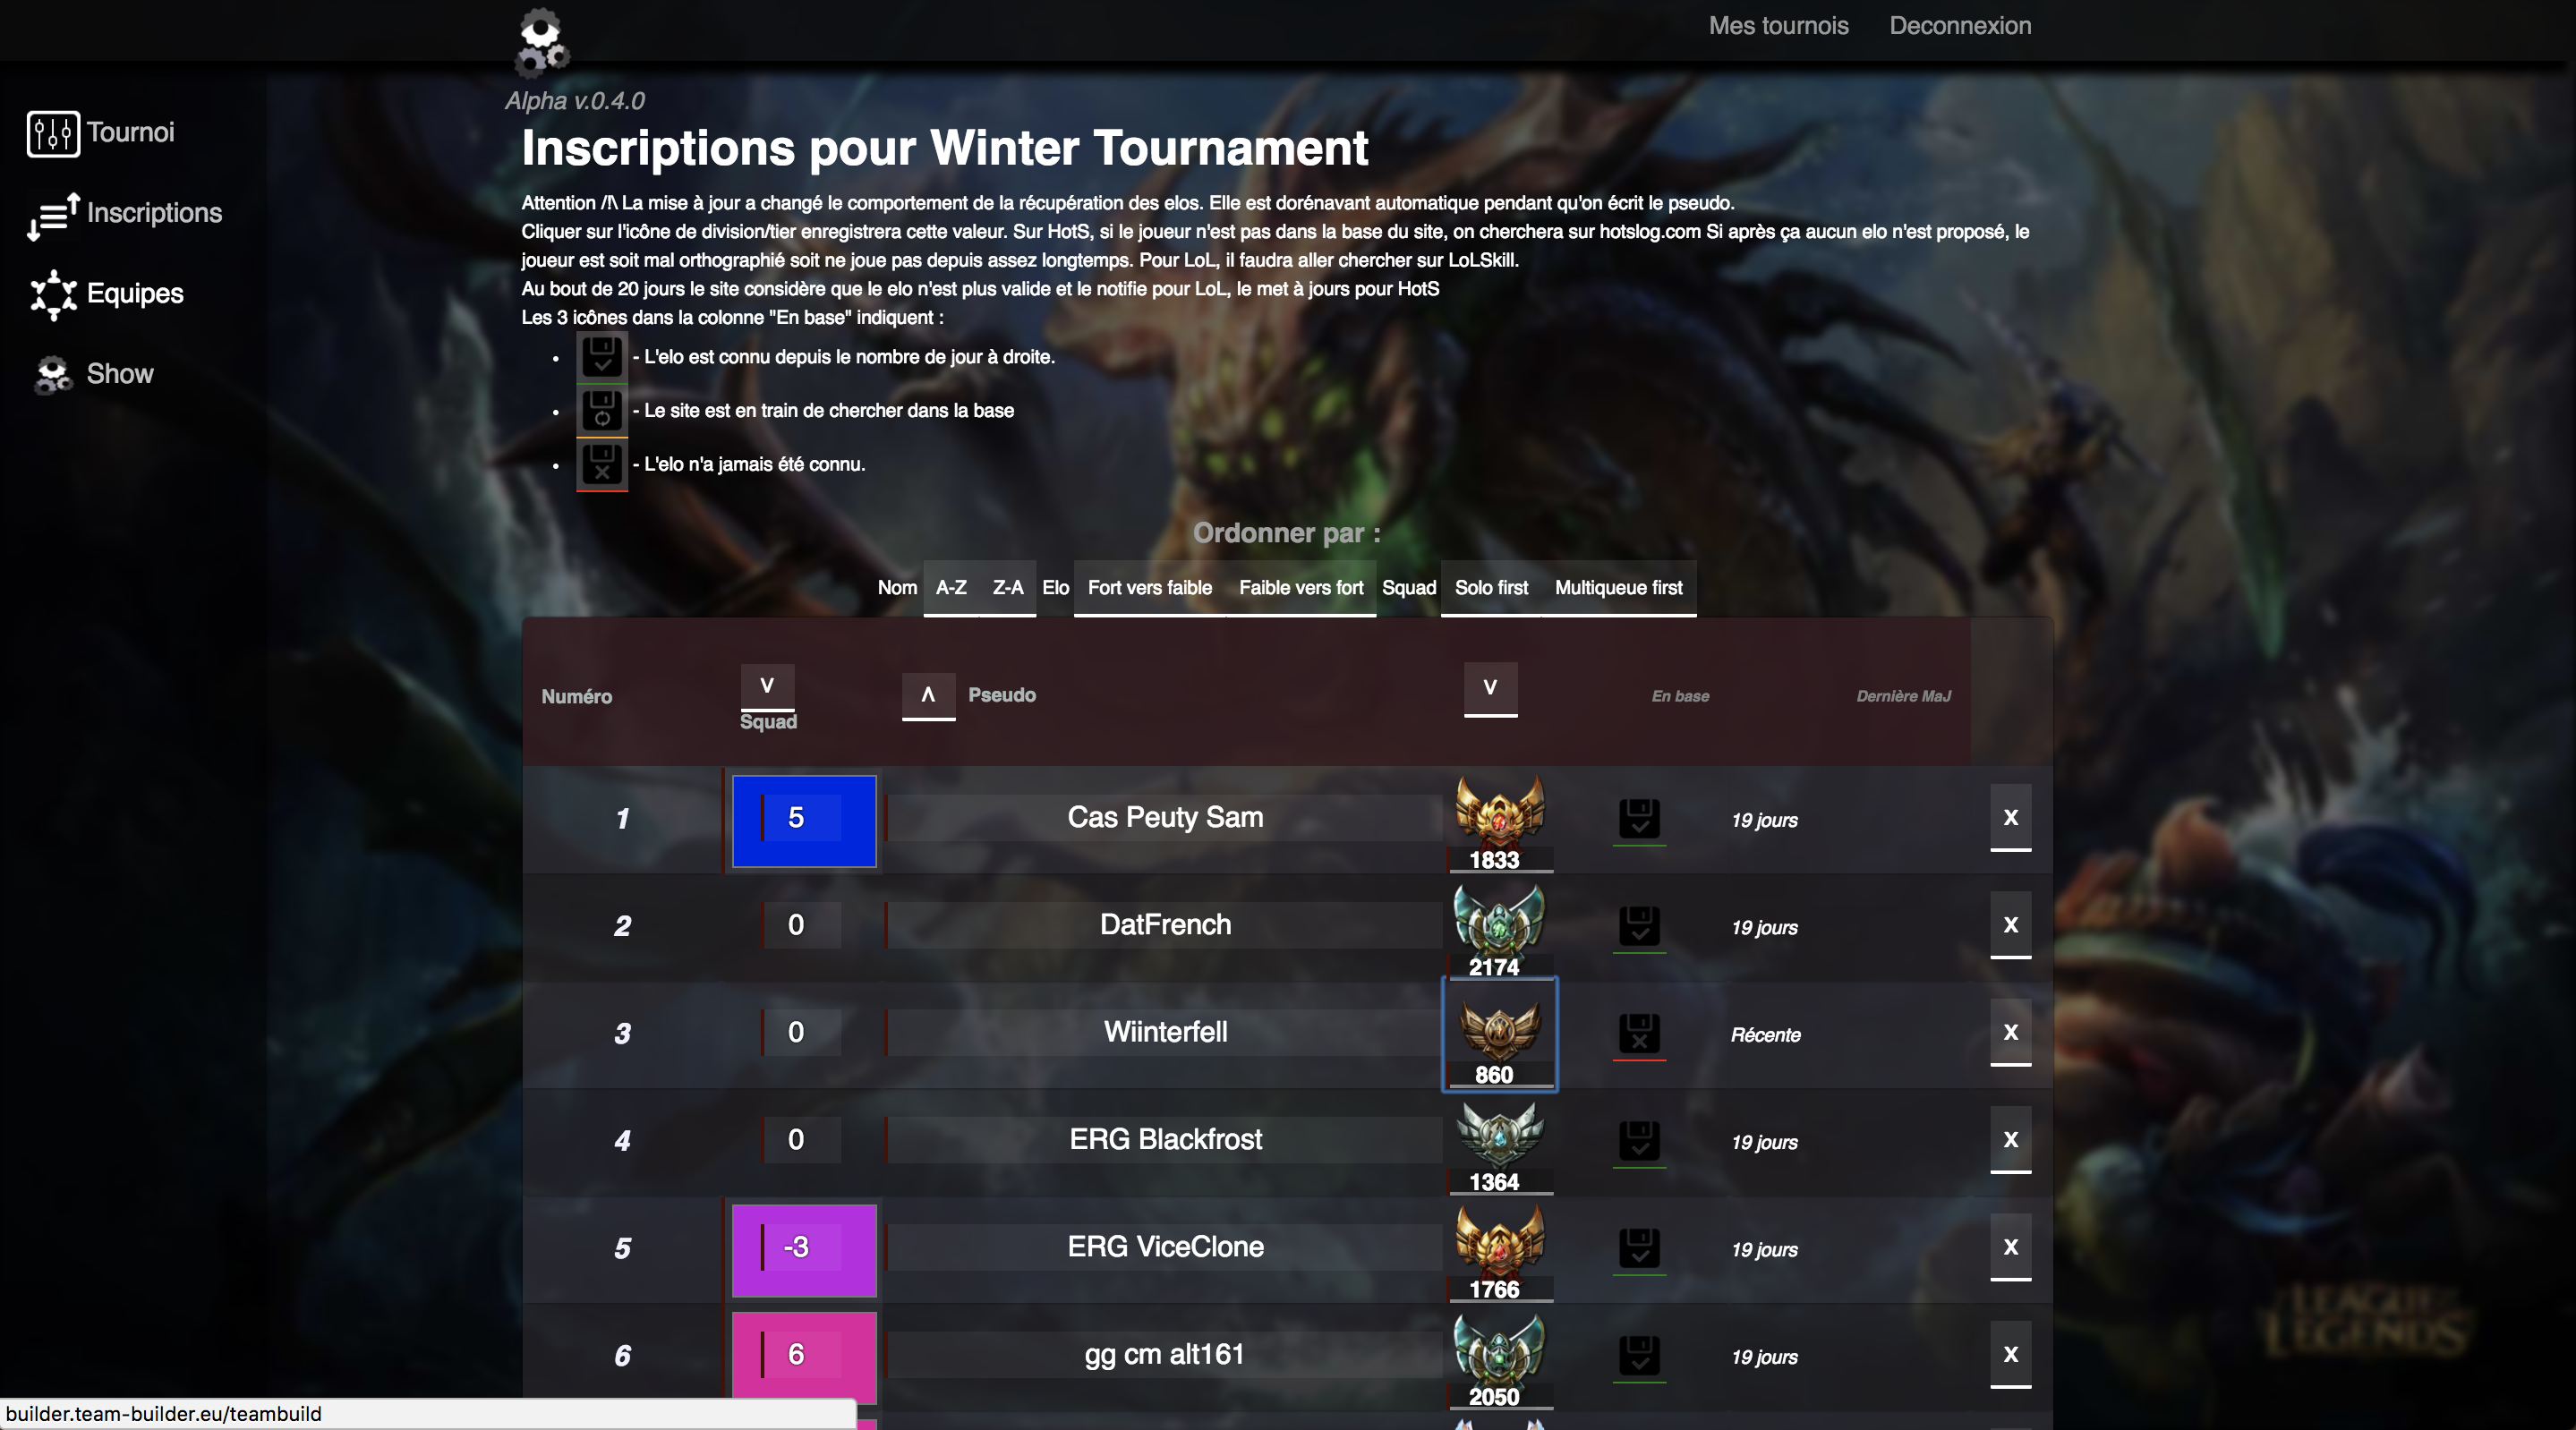 Mes tournois Deconnexion
Alpha v.0.4.0
Tournoi
Inscriptions
Equipes
Show
Inscriptions pour Winter Tournament
Attention /!\ La mise à jour a changé le comportement de la récupération des elos. Elle est dorénavant automatique pendant qu'on écrit le pseudo.
Cliquer sur l'icône de division/tier enregistrera cette valeur. Sur HotS, si le joueur n'est pas dans la base du site, on cherchera sur hotslog.com Si après ça aucun elo n'est proposé, le
joueur est soit mal orthographié soit ne joue pas depuis assez longtemps. Pour LoL, il faudra aller chercher sur LoLSkill.
Au bout de 20 jours le site considère que le elo n'est plus valide et le notifie pour LoL, le met à jours pour HotS
Les 3 icônes dans la colonne "En base" indiquent :
- L'elo est connu depuis le nombre de jour à droite.
- Le site est en train de chercher dans la base
- L'elo n'a jamais été connu.
Ordonner par :
Nom A-Z Z-A Elo Fort vers faible Faible vers fort Squad Solo first Multiqueue first
Numéro V Squad Λ Pseudo V En base Dernière MaJ
1 5 Cas Peuty Sam 1833 19 jours X
2 0 DatFrench 2174 19 jours X
3 0 Wiinterfell 860 Récente X
4 0 ERG Blackfrost 1364 19 jours X
5 -3 ERG ViceClone 1766 19 jours X
6 6 gg cm alt161 2050 19 jours X
LEAGUE OF
LEGENDS
builder.team-builder.eu/teambuild